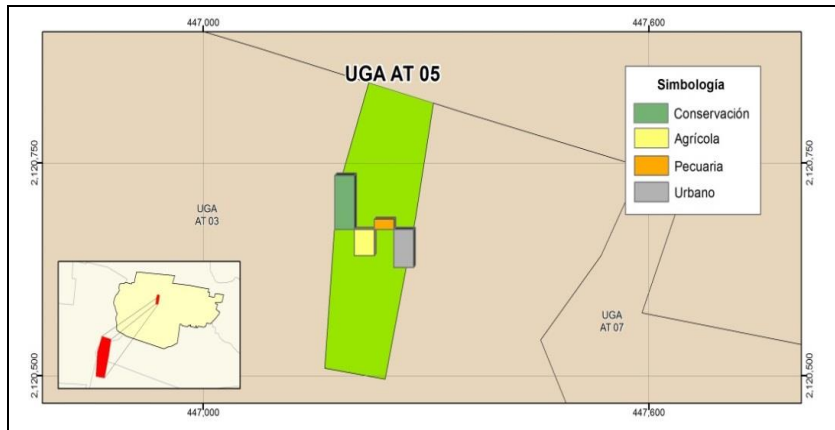 447,000
447,600
UGA AT 05
Simbología
Conservación
Agrícola
Pecuaria
Urbano
2,120,750
2,120,750
UGA
AT 03
UGA
AT 07
2,120,500
2,120,500
447,000
447,600